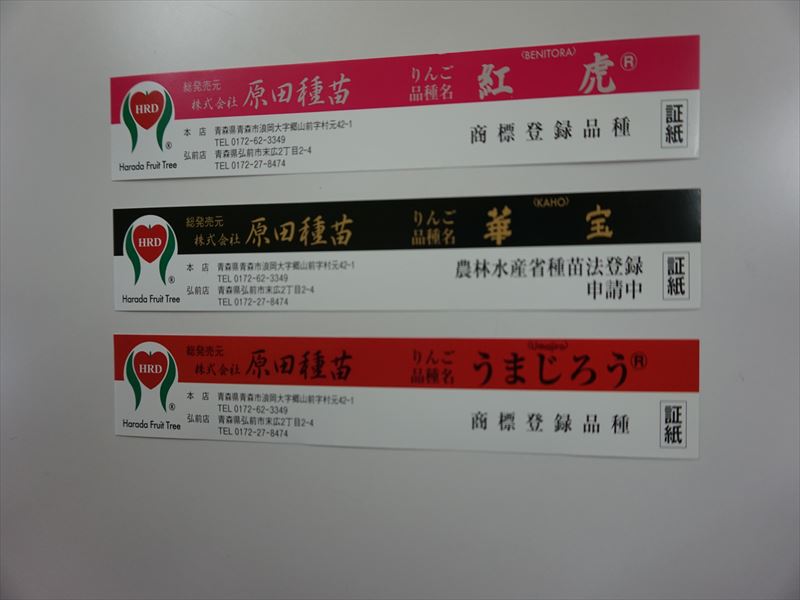 HRD
®
Harada Fruit Tree
総発売元
株式会社 原田種苗
本店 青森県青森市浪岡大字郷山前字村元42-1
TEL 0172-62-3349
弘前店 青森県弘前市末広2丁目2-4
TEL 0172-27-8474
りんご
品種名
〈BENITORA〉
紅虎®
商標登録品種
証紙
HRD
®
Harada Fruit Tree
総発売元
株式会社 原田種苗
本店 青森県青森市浪岡大字郷山前字村元42-1
TEL 0172-62-3349
弘前店 青森県弘前市末広2丁目2-4
TEL 0172-27-8474
りんご
品種名
〈KAHO〉
華宝
農林水産省種苗法登録
申請中
証紙
HRD
®
Harada Fruit Tree
総発売元
株式会社 原田種苗
本店 青森県青森市浪岡大字郷山前字村元42-1
TEL 0172-62-3349
弘前店 青森県弘前市末広2丁目2-4
TEL 0172-27-8474
りんご
品種名
うまじろう®
商標登録品種
証紙